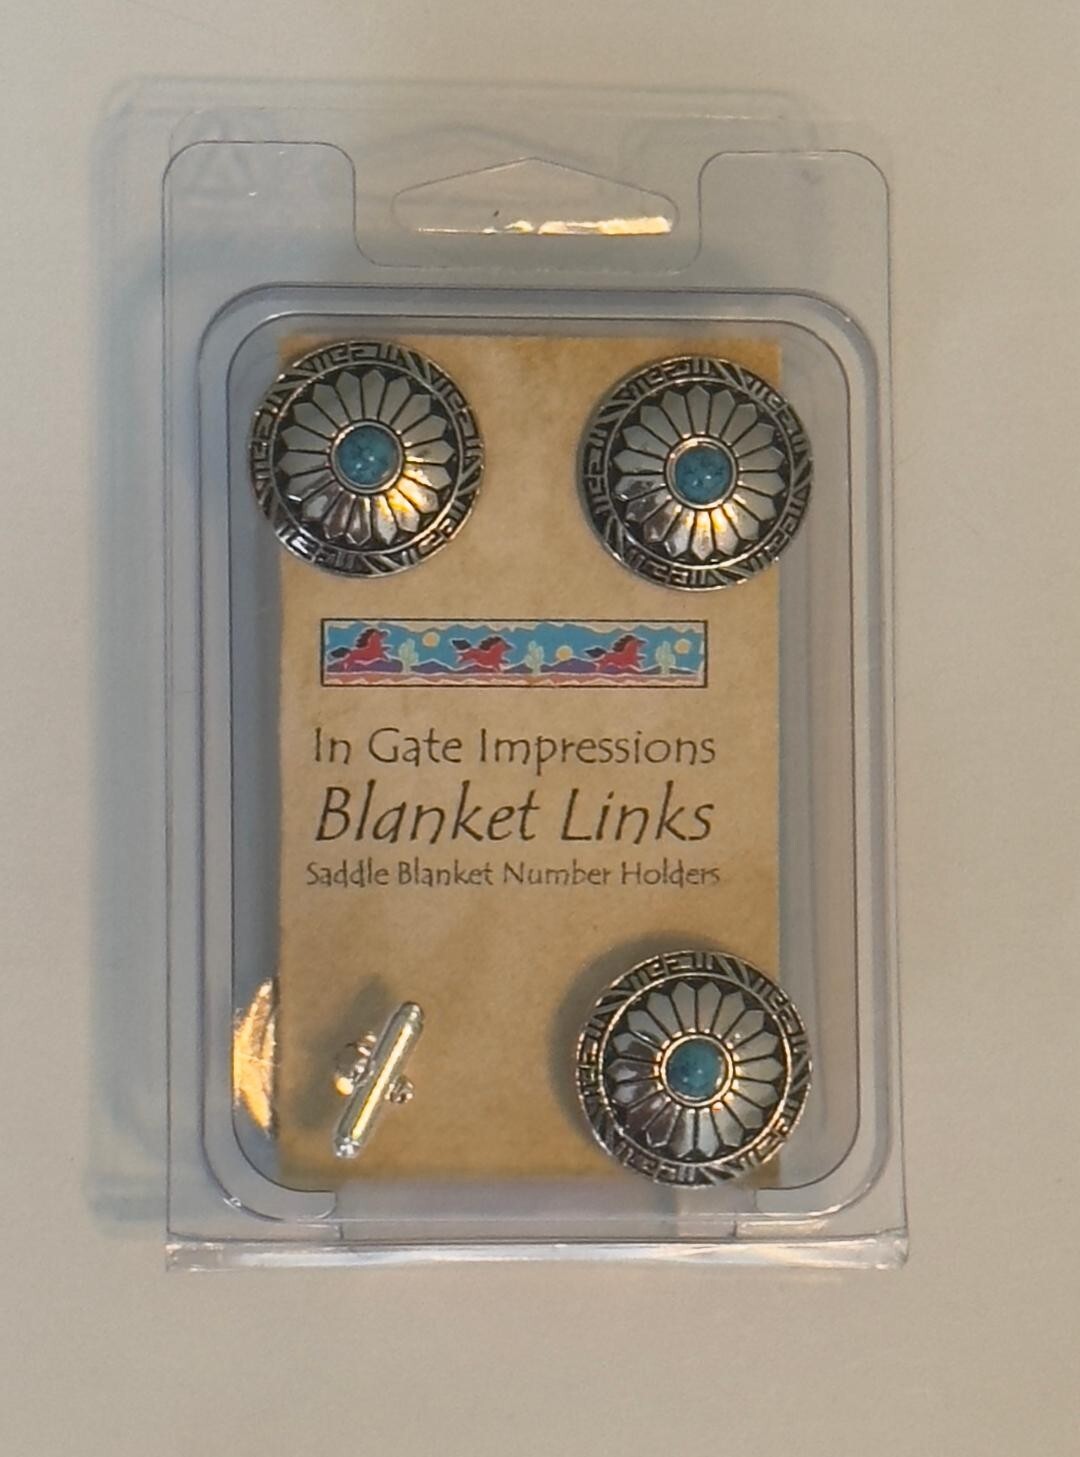 In Gate Impressions
Blanket Links
Saddle Blanket Number Holders